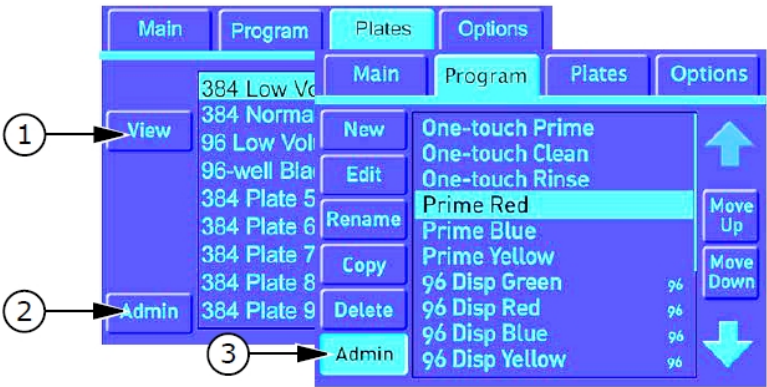 Main Program Plates Options
384 Low Vo
384 Norma
96 Low Vol
96-well Bla
384 Plate 5
384 Plate 6
384 Plate 7
384 Plate 8
384 Plate 9
View
Admin
1
2
3
Main Program Plates Options
New
Edit
Rename
Copy
Delete
Admin
One-touch Prime
One-touch Clean
One-touch Rinse
Prime Red
Prime Blue
Prime Yellow
96 Disp Green 96
96 Disp Red 96
96 Disp Blue 96
96 Disp Yellow 96
Move
Up
Move
Down